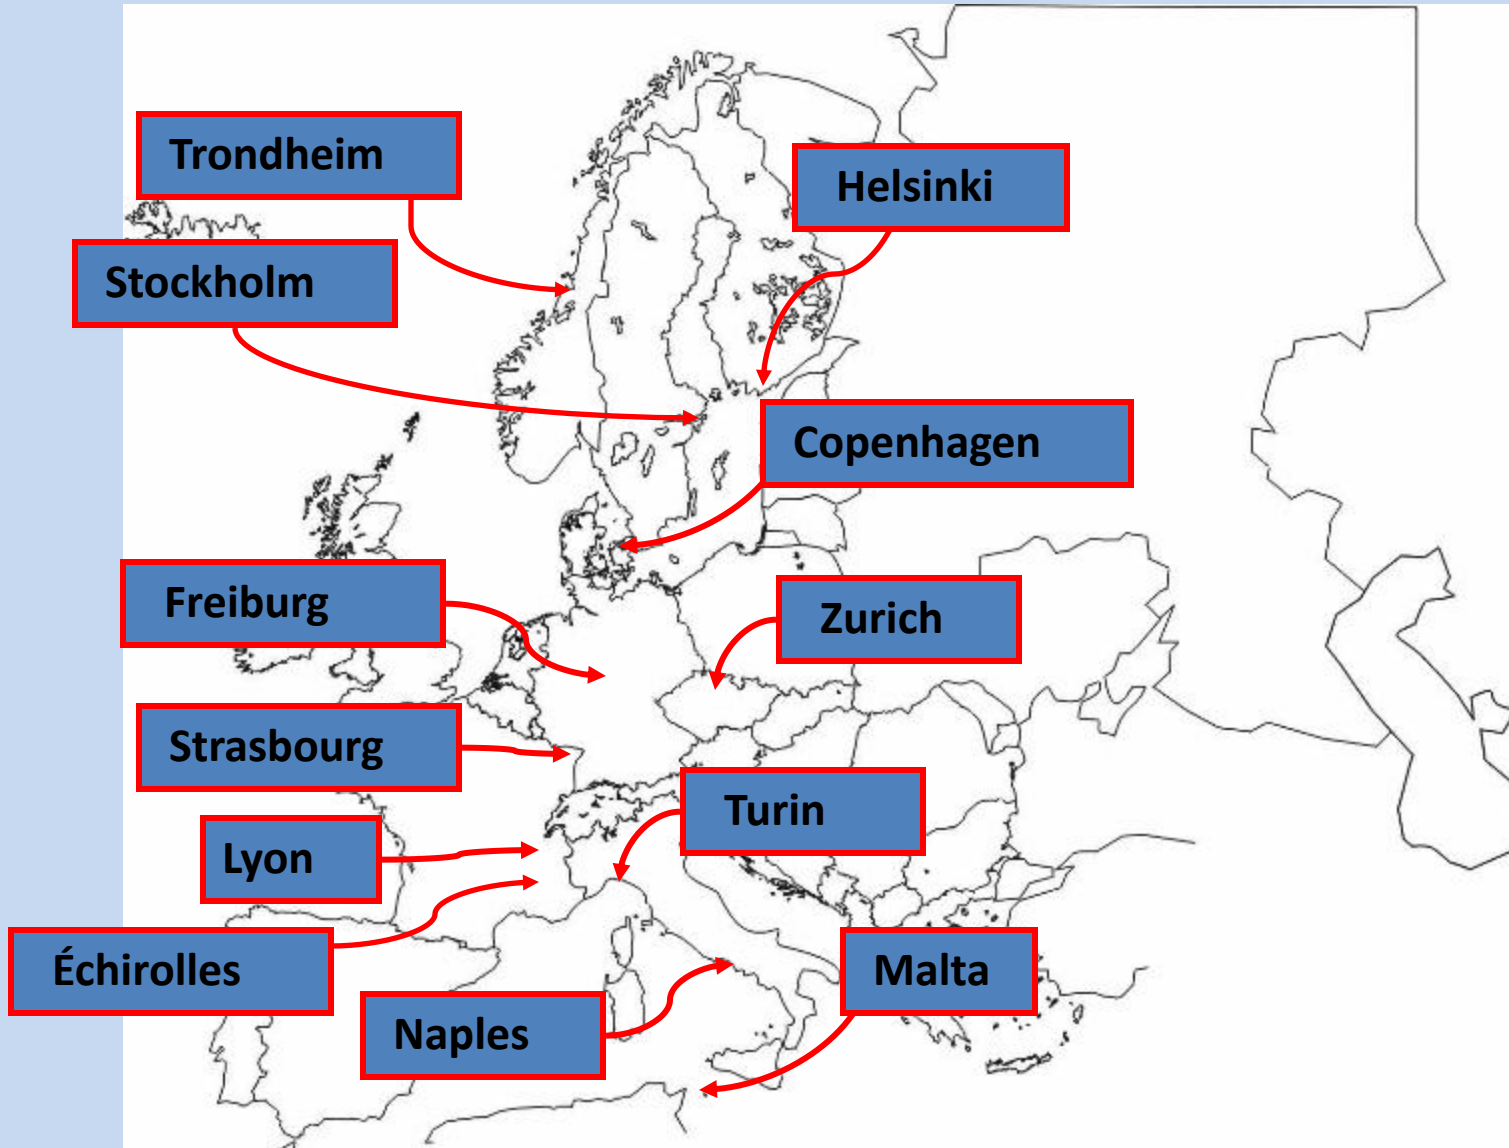 Trondheim
Helsinki
Stockholm
Copenhagen
Freiburg
Zurich
Strasbourg
Turin
Lyon
Échirolles
Malta
Naples